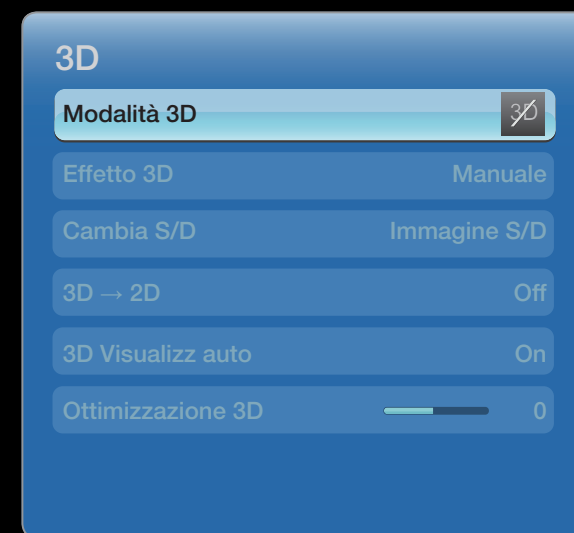 3D
Modalità 3D 3D
Effetto 3D Manuale
Cambia S/D Immagine S/D
3D → 2D Off
3D Visualizz auto On
Ottimizzazione 3D 0